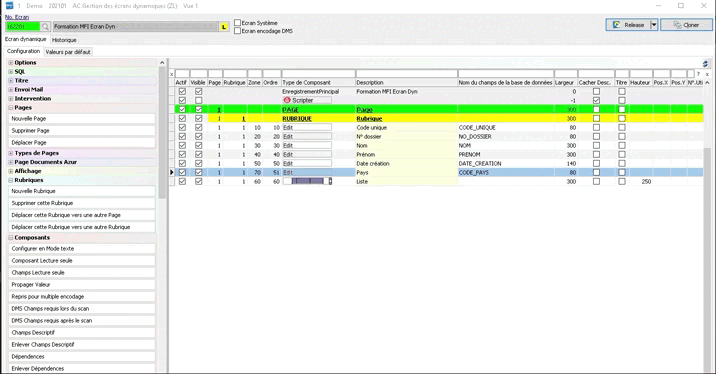 1 Demo 202101 AC.Gestion des écrans dynamiques (ZL): Vue 1
No. Ecran
162201 Formation MFI Ecran Dyn L
Ecran Système
Ecran encodage DMS
Release Cloner
Ecran dynamique Historique
Configuration Valeurs par défaut
Options
SQL
Titre
Envoi Mail
Intervention
Pages
Nouvelle Page
Supprimer Page
Déplacer Page
Types de Pages
Page Documents Azur
Affichage
Rubriques
Nouvelle Rubrique
Supprimer cette Rubrique
Déplacer cette Rubrique vers une autre Page
Déplacer cette Rubrique vers une autre Rubrique
Composants
Configurer en Mode texte
Composant Lecture seule
Champs Lecture seule
Propager Valeur
Repris pour multiple encodage
DMS Champs requis lors du scan
DMS Champs requis après le scan
Champs Descriptif
Enlever Champs Descriptif
Dépendences
Enlever Dépendences
x ? x
Actif Visible Page Rubrique Zone Ordre Type de Composant Description Nom du champs de la base de données Largeur Cacher Desc. Titre Hauteur Pos.X Pos.Y N°.Uti
EnregistrementPrincipal Formation MFI Ecran Dyn 0
Scripter -1
1 PAGE Page
1 1 RUBRIQUE Rubrique 300
1 1 10 10 Edit Code unique CODE_UNIQUE 80
1 1 20 20 Edit N° dossier NO_DOSSIER 80
1 1 30 30 Edit Nom NOM 300
1 1 40 40 Edit Prénom PRENOM 300
1 1 50 50 Edit Date création DATE_CREATION 140
1 1 70 51 Edit Pays CODE_PAYS 80
1 1 60 60 Liste 300 250